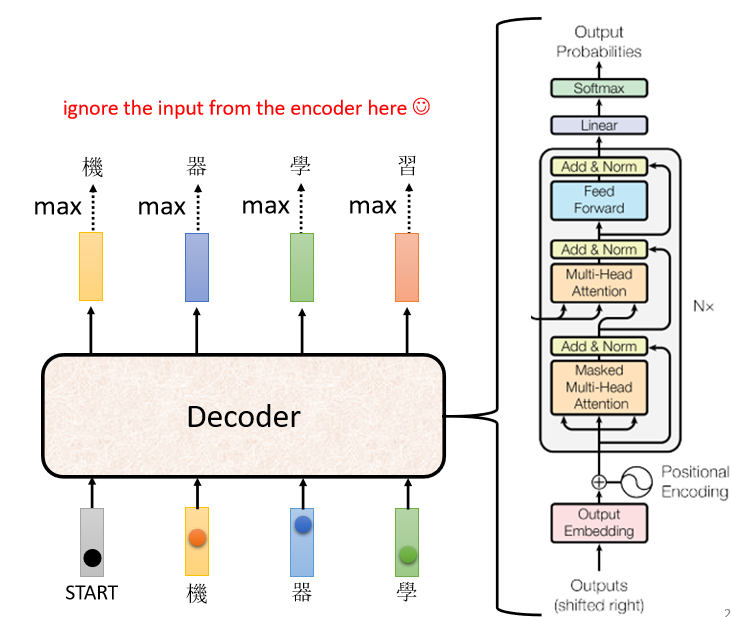 ignore the input from the encoder here ☺
機 器 學 習
max max max max
Decoder
START 機 器 學
Output
Probabilities
Softmax
Linear
Add & Norm
Feed
Forward
Add & Norm
Multi-Head
Attention
N×
Add & Norm
Masked
Multi-Head
Attention
Positional
Encoding
Output
Embedding
Outputs
(shifted right)
2